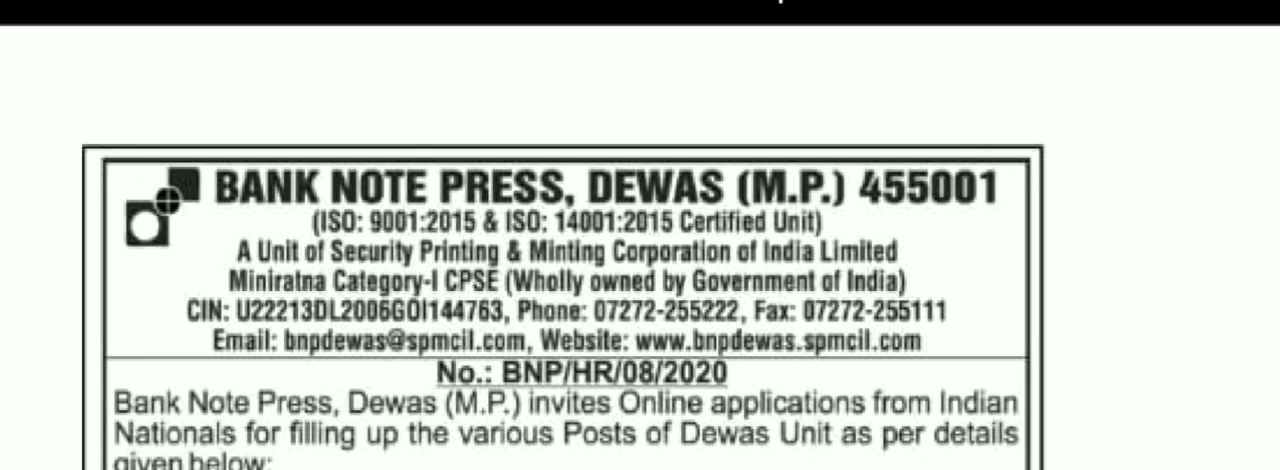 BANK NOTE PRESS, DEWAS (M.P.) 455001
(ISO: 9001:2015 & ISO: 14001:2015 Certified Unit)
A Unit of Security Printing & Minting Corporation of India Limited
Miniratna Category-I CPSE (Wholly owned by Government of India)
CIN: U22213DL2006GOI144763, Phone: 07272-255222, Fax: 07272-255111
Email: bnpdewas@spmcil.com, Website: www.bnpdewas.spmcil.com
No.: BNP/HR/08/2020
Bank Note Press, Dewas (M.P.) invites Online applications from Indian
Nationals for filling up the various Posts of Dewas Unit as per details
given below: